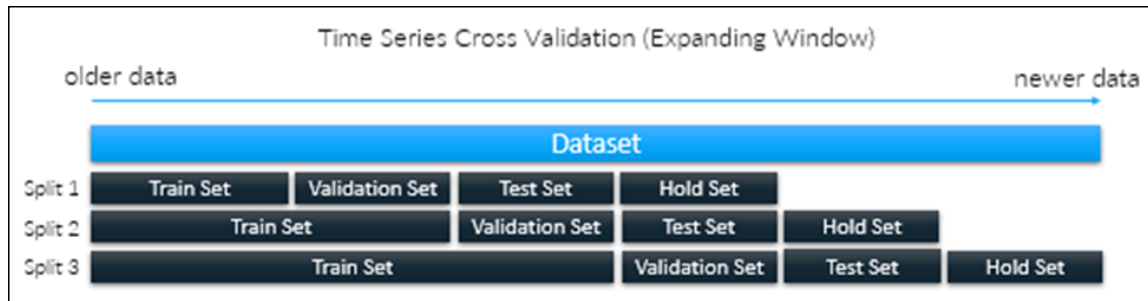 Time Series Cross Validation (Expanding Window)
older data newer data
Dataset
Split 1 Train Set Validation Set Test Set Hold Set
Split 2 Train Set Validation Set Test Set Hold Set
Split 3 Train Set Validation Set Test Set Hold Set